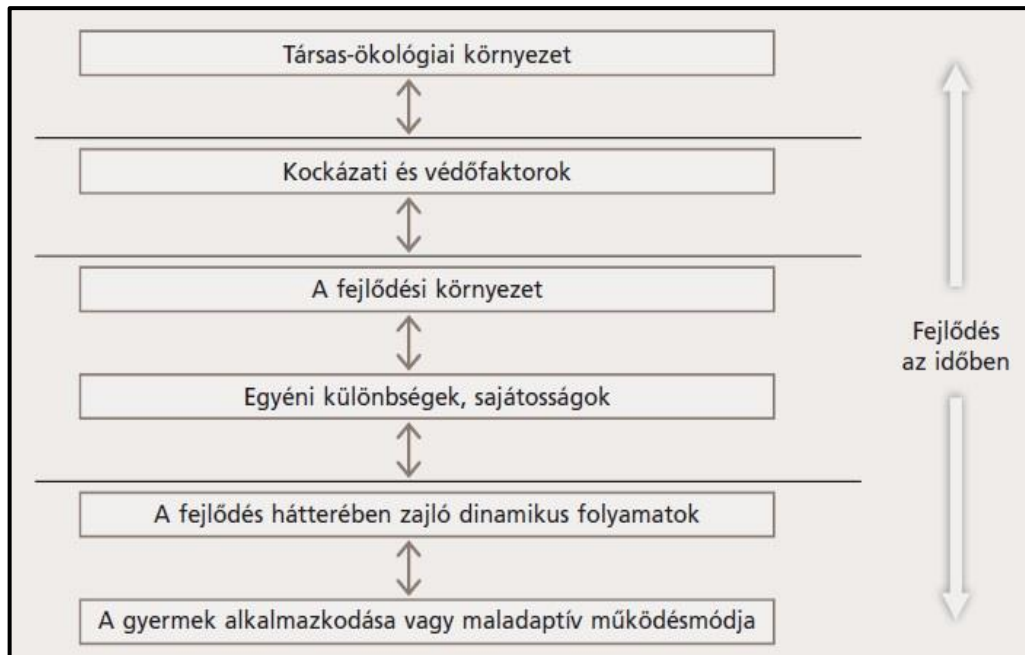 Társas-ökológiai környezet
Kockázati és védőfaktorok
A fejlődési környezet
Egyéni különbségek, sajátosságok
A fejlődés hátterében zajló dinamikus folyamatok
A gyermek alkalmazkodása vagy maladaptív működésmódja
Fejlődés
az időben